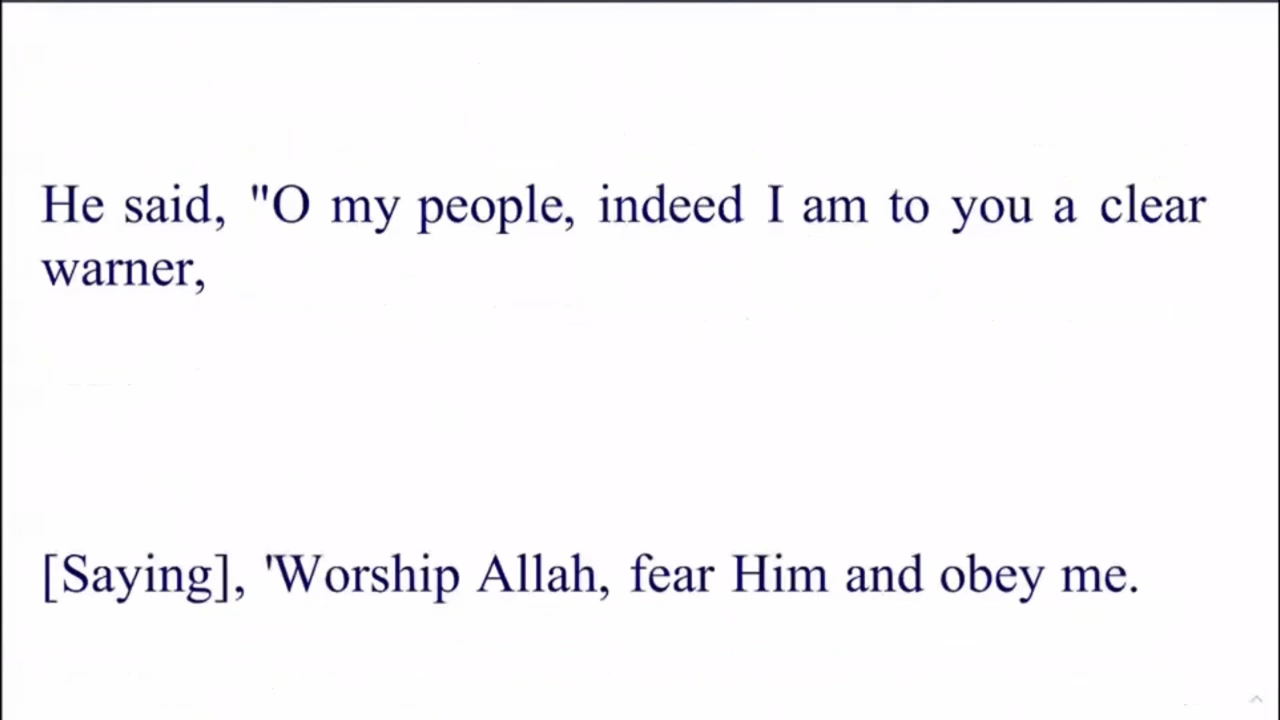 He said, "O my people, indeed I am to you a clear
warner,
[Saying], 'Worship Allah, fear Him and obey me.